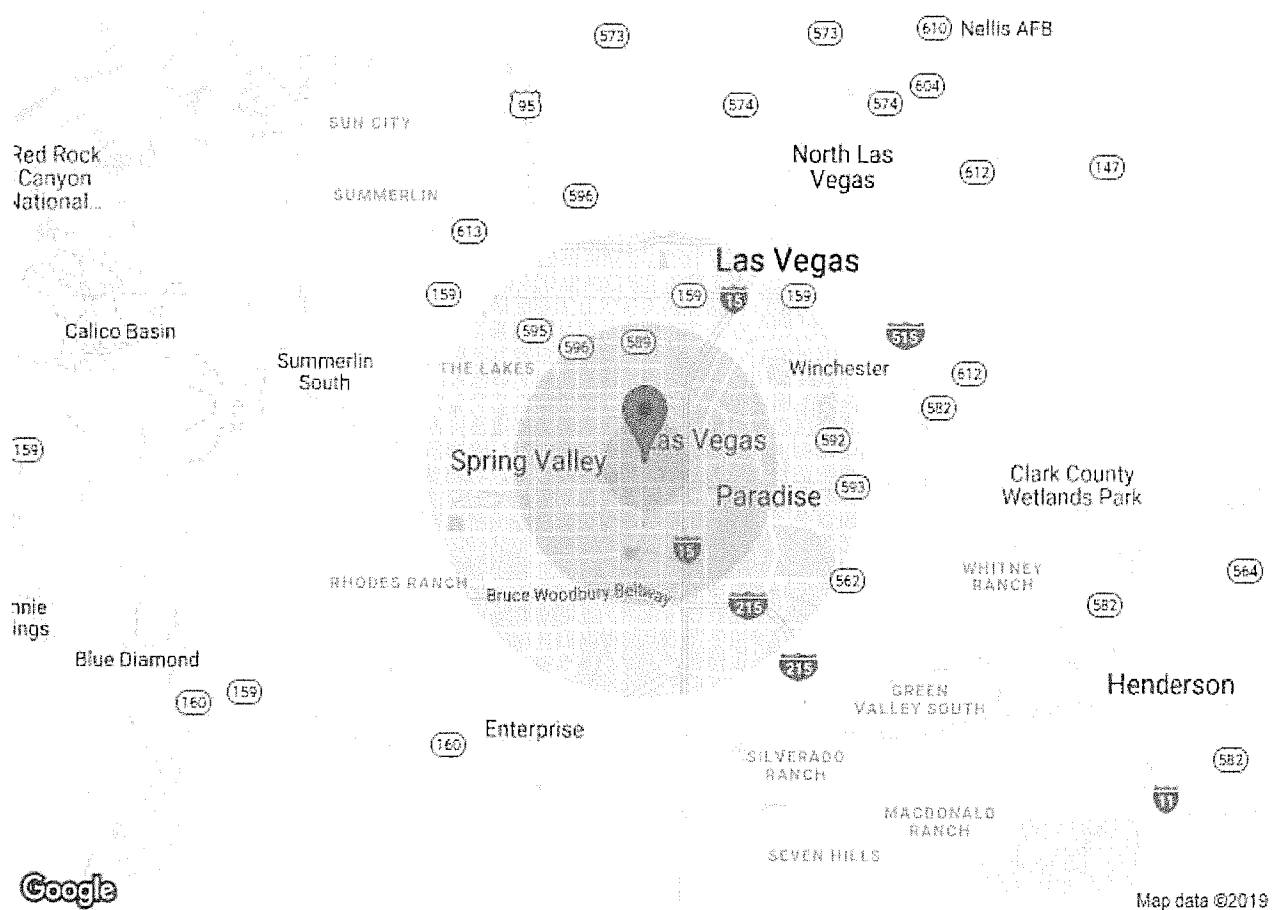 573
573
610 Nellis AFB
604
95
574
574
SUN CITY
Red Rock
Canyon
National...
North Las
Vegas
612
147
SUMMERLIN
596
613
Las Vegas
159
159
15
159
Calico Basin
595
596
589
515
Summerlin
South
THE LAKES
Winchester
612
582
159
Las Vegas
592
Spring Valley
Paradise
593
Clark County
Wetlands Park
15
RHODES RANCH
Bruce Woodbury Beltway
562
WHITNEY
RANCH
564
nnie
ings
215
582
Blue Diamond
215
160
159
GREEN
VALLEY SOUTH
Henderson
160
Enterprise
SILVERADO
RANCH
582
11
MACDONALD
RANCH
SEVEN HILLS
Google
Map data ©2019